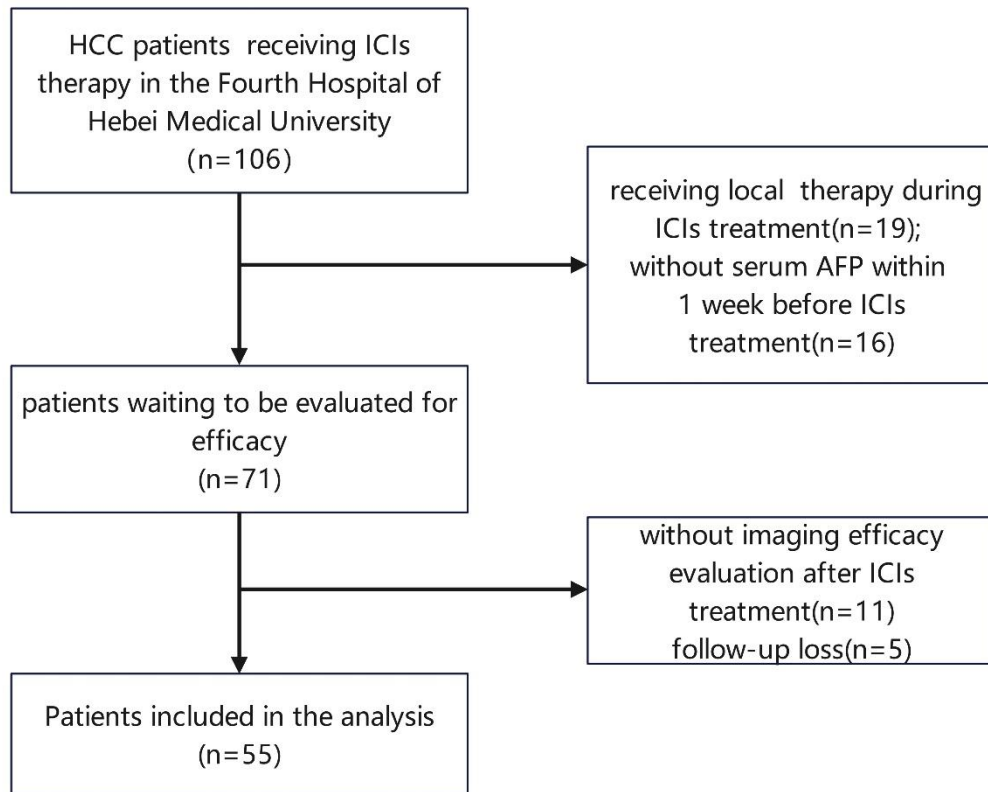 HCC patients receiving ICIs
therapy in the Fourth Hospital of
Hebei Medical University
(n=106)
receiving local therapy during
ICIs treatment(n=19);
without serum AFP within
1 week before ICIs
treatment(n=16)
patients waiting to be evaluated for
efficacy
(n=71)
without imaging efficacy
evaluation after ICIs
treatment(n=11)
follow-up loss(n=5)
Patients included in the analysis
(n=55)